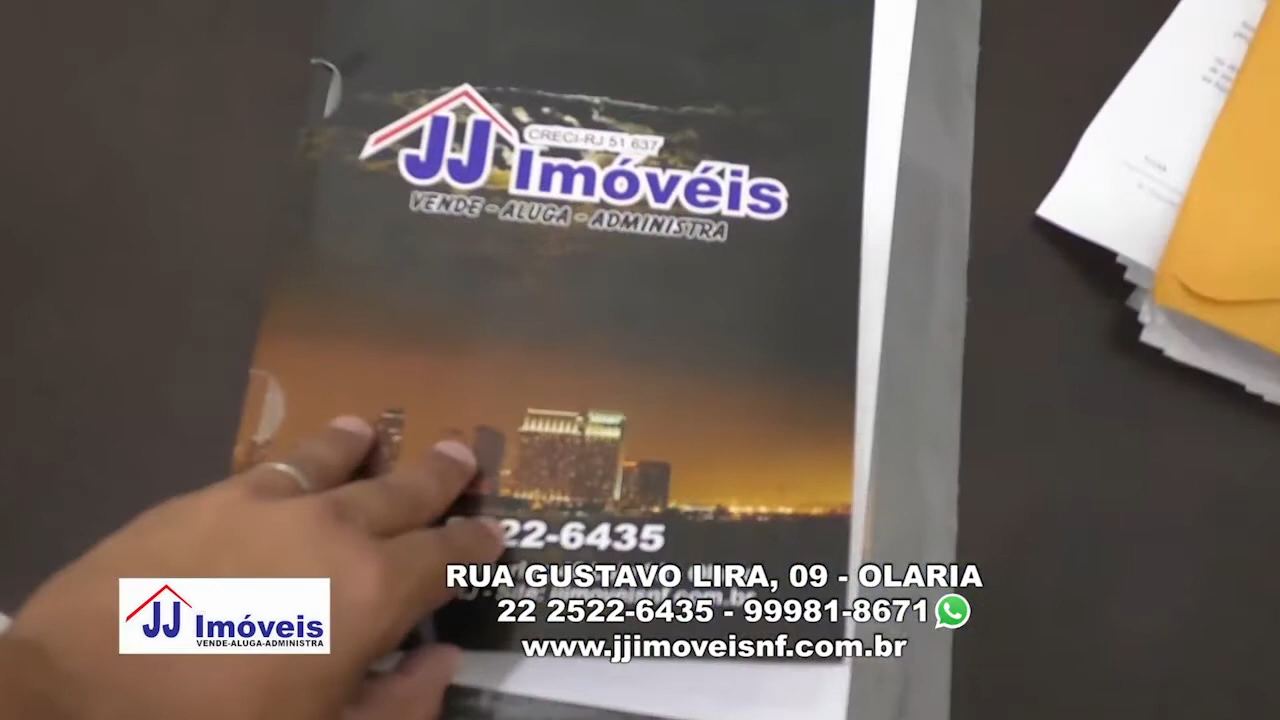 CRECI-RJ 51 637
JJ Imóvéis
VENDE - ALUGA - ADMINISTRA
22-6435
RUA GUSTAVO LIRA, 09 - OLARIA
22 2522-6435 - 99981-8671
www.jjimoveisnf.com.br
JJ Imóveis
VENDE-ALUGA-ADMINISTRA